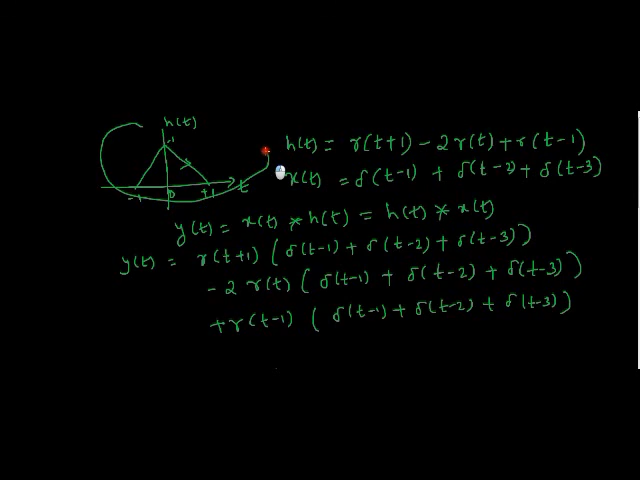 h(t)
1
-1 0 +1 t
h(t) = r(t+1) - 2r(t) + r(t-1)
x(t) = δ(t-1) + δ(t-2) + δ(t-3)
y(t) = x(t) * h(t) = h(t) * x(t)
y(t) = r(t+1) ( δ(t-1) + δ(t-2) + δ(t-3) )
- 2 r(t) ( δ(t-1) + δ(t-2) + δ(t-3) )
+ r(t-1) ( δ(t-1) + δ(t-2) + δ(t-3) )